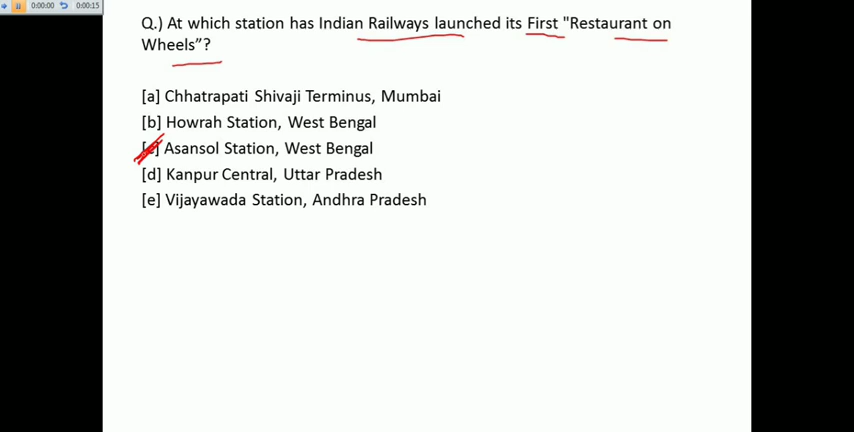 0:00:00 0:00:15
Q.) At which station has Indian Railways launched its First "Restaurant on
Wheels”?
[a] Chhatrapati Shivaji Terminus, Mumbai
[b] Howrah Station, West Bengal
[c] Asansol Station, West Bengal
[d] Kanpur Central, Uttar Pradesh
[e] Vijayawada Station, Andhra Pradesh